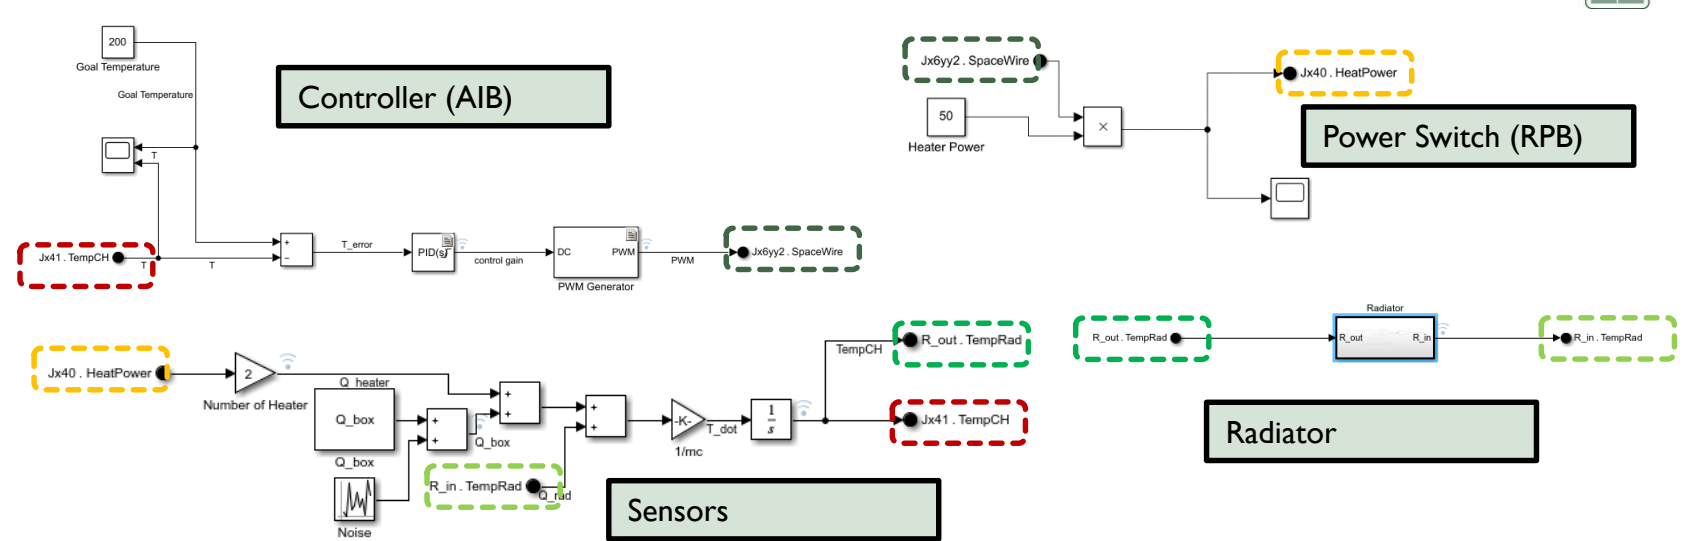 200
Goal Temperature
Goal Temperature
Controller (AIB)
T
Jx41 . TempCH
T
T
+
−
T_error
PID(s)
control gain
DC
PWM
PWM Generator
PWM
Jx6yy2 . SpaceWire
Jx6yy2 . SpaceWire
50
Heater Power
×
Jx40 . HeatPower
Power Switch (RPB)
Jx40 . HeatPower
2
Number of Heater
Q_heater
Q_box
Q_box
Noise
+
+
Q_box
+
+
R_in . TempRad
Q_rad
+
+
-K-
1/mc
T_dot
1
s
TempCH
R_out . TempRad
Jx41 . TempCH
Sensors
R_out . TempRad
Radiator
R_out
R_in
R_in . TempRad
Radiator